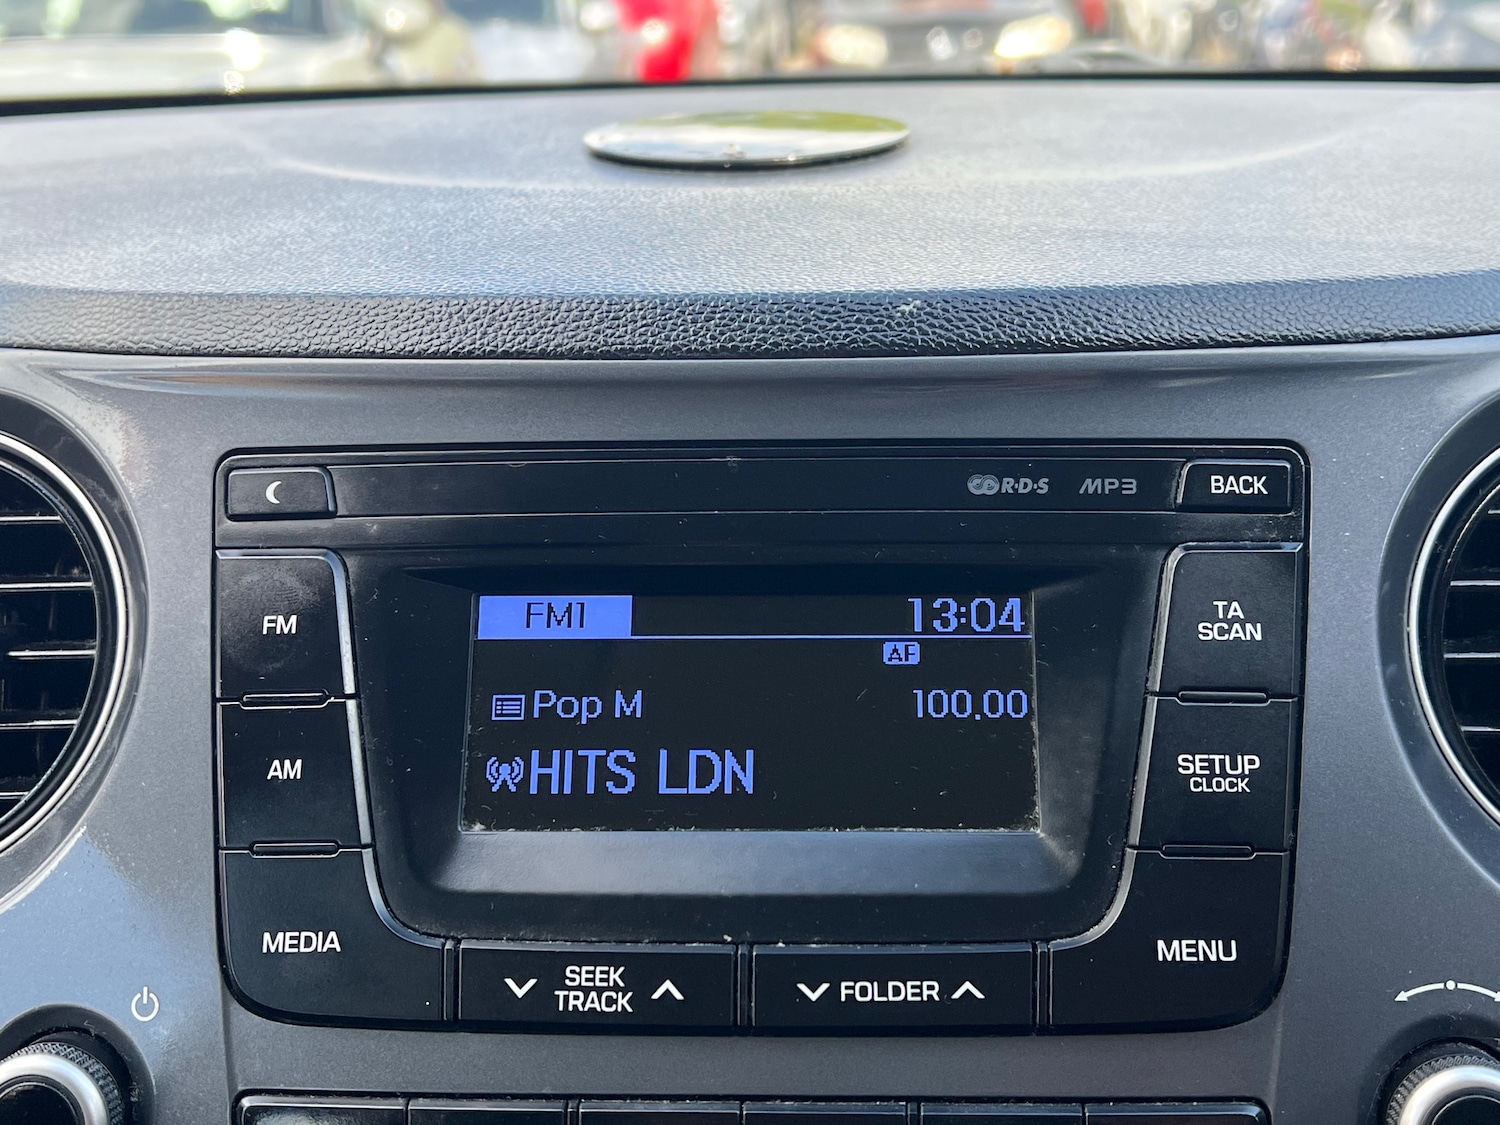 R·D·S MP3 BACK
FM1 13:04
AF
Pop M 100.00
HITS LDN
FM
AM
MEDIA
TA
SCAN
SETUP
CLOCK
MENU
SEEK
TRACK
FOLDER